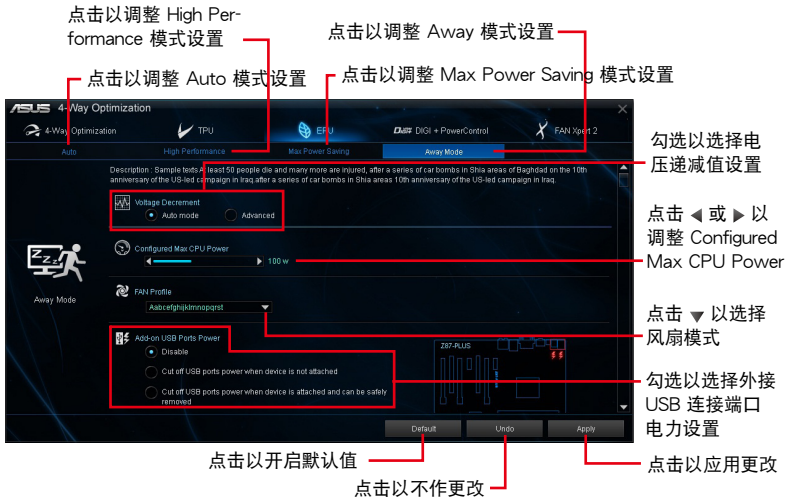 点击以调整 High Per-
formance 模式设置
点击以调整 Away 模式设置
点击以调整 Auto 模式设置
点击以调整 Max Power Saving 模式设置
ASUS 4-Way Optimization
4-Way Optimization
TPU
EPU
DIGI+ DIGI + PowerControl
FAN Xpert 2
Auto
High Performance
Max Power Saving
Away Mode
Description : Sample texts At least 50 people die and many more are injured, after a series of car bombs in Shia areas of Baghdad on the 10th
anniversary of the US-led campaign in Iraq.after a series of car bombs in Shia areas 10th anniversary of the US-led campaign in Iraq.
Voltage Decrement
Auto mode
Advanced
Configured Max CPU Power
100 w
Away Mode
FAN Profile
Aabcefghijklmnopqrst
Add-on USB Ports Power
Disable
Cut off USB ports power when device is not attached
Cut off USB ports power when device is attached and can be safely
removed
Z87-PLUS
Default
Undo
Apply
勾选以选择电
压递减值设置
点击 ◀ 或 ▶ 以
调整 Configured
Max CPU Power
点击 ▼ 以选择
风扇模式
勾选以选择外接
USB 连接端口
电力设置
点击以开启默认值
点击以不作更改
点击以应用更改